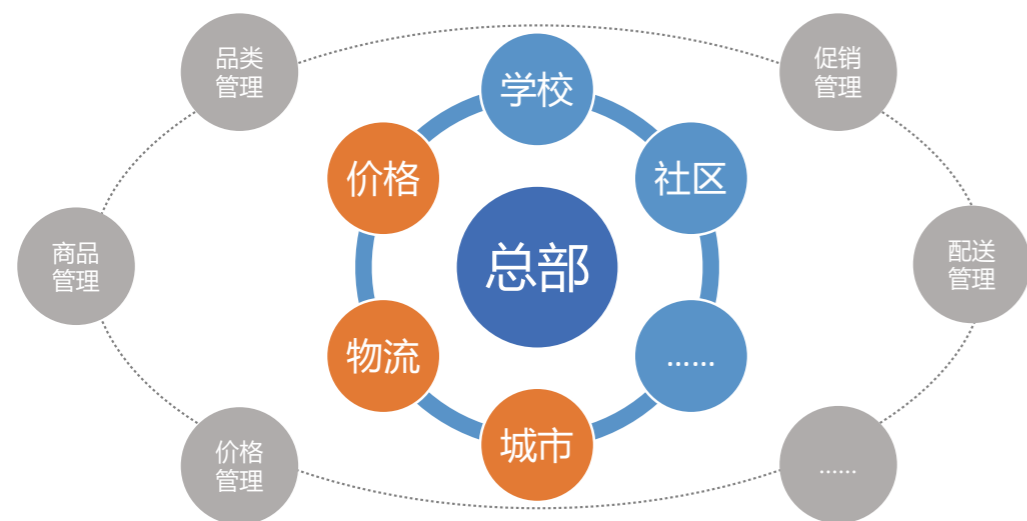 品类
管理
促销
管理
学校
价格
社区
商品
管理
总部
配送
管理
物流
......
城市
价格
管理
......